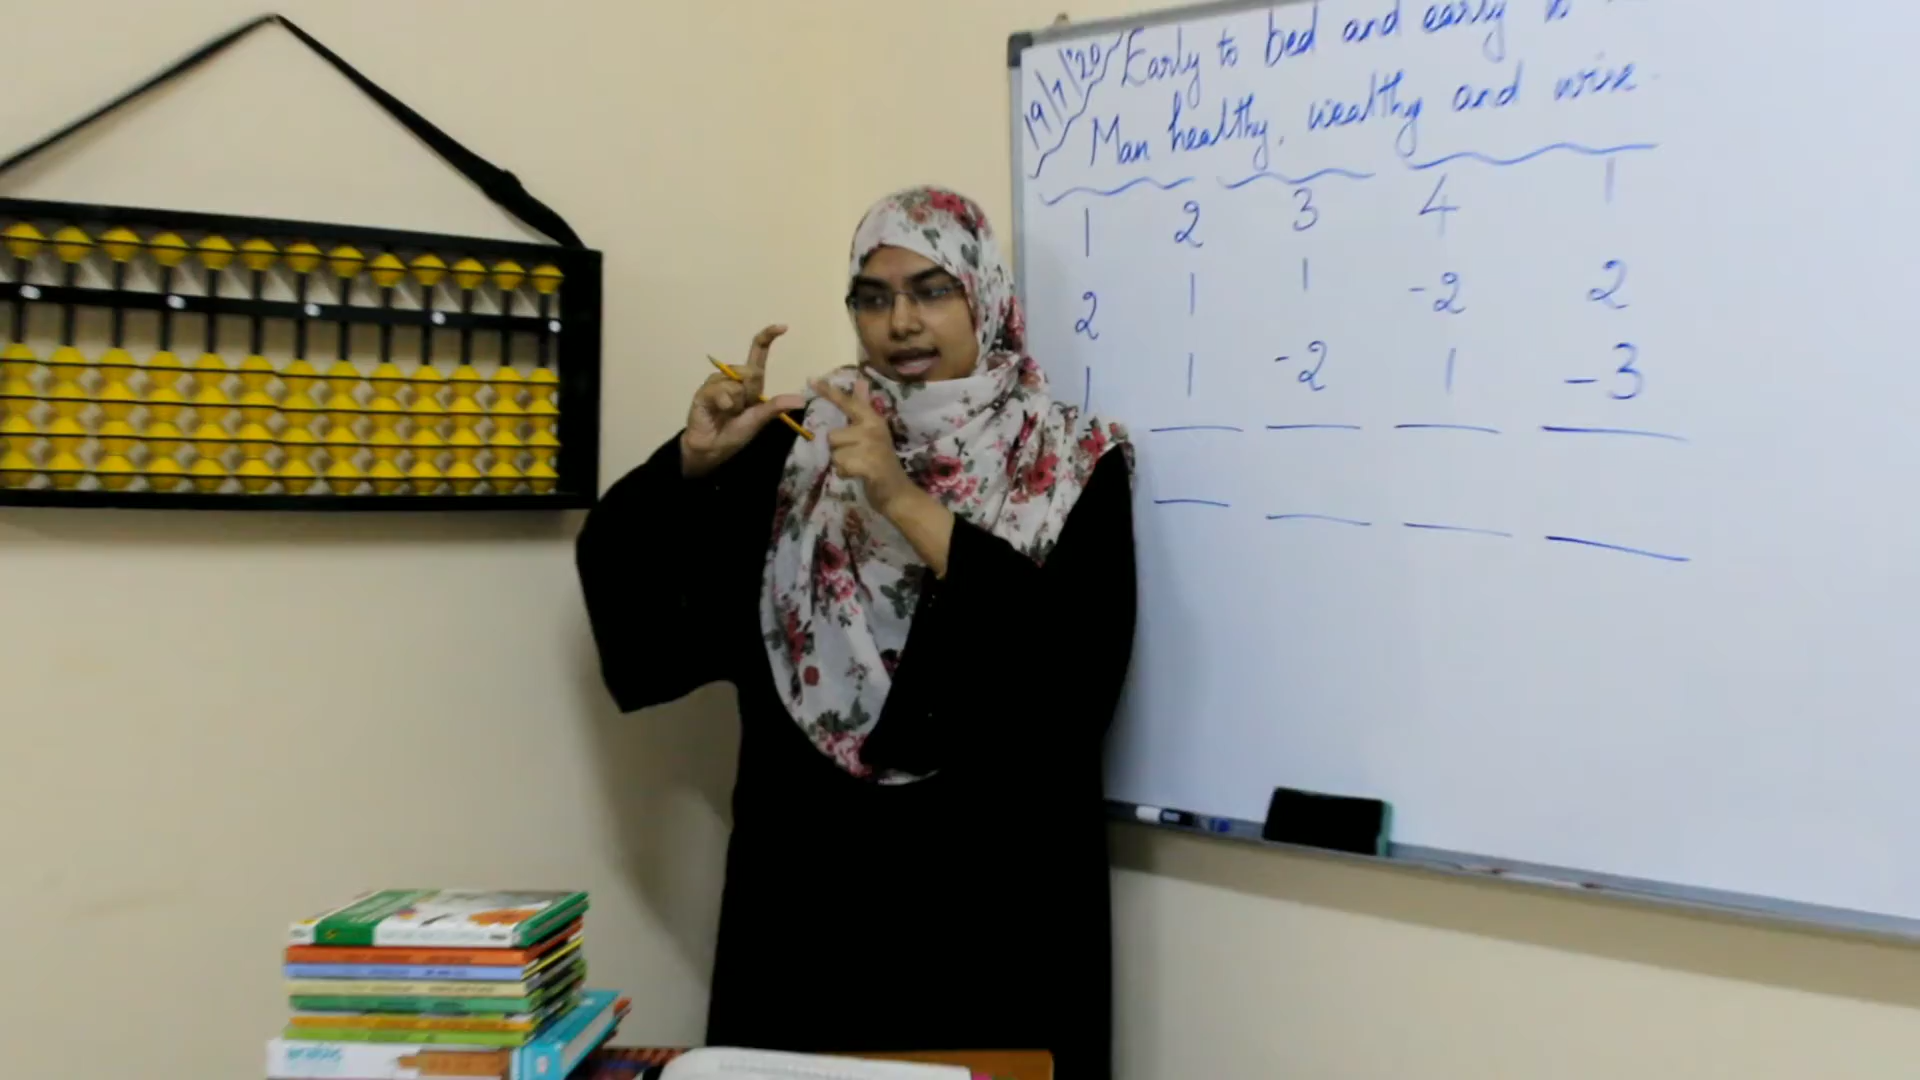 19/7/'20 Early to bed and early to
Man healthy, wealthy and wise.
1 2 3 4 1
2 1 1 -2 2
1 1 -2 1 -3